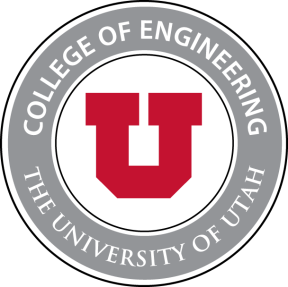 COLLEGE OF ENGINEERING
U
THE UNIVERSITY OF UTAH